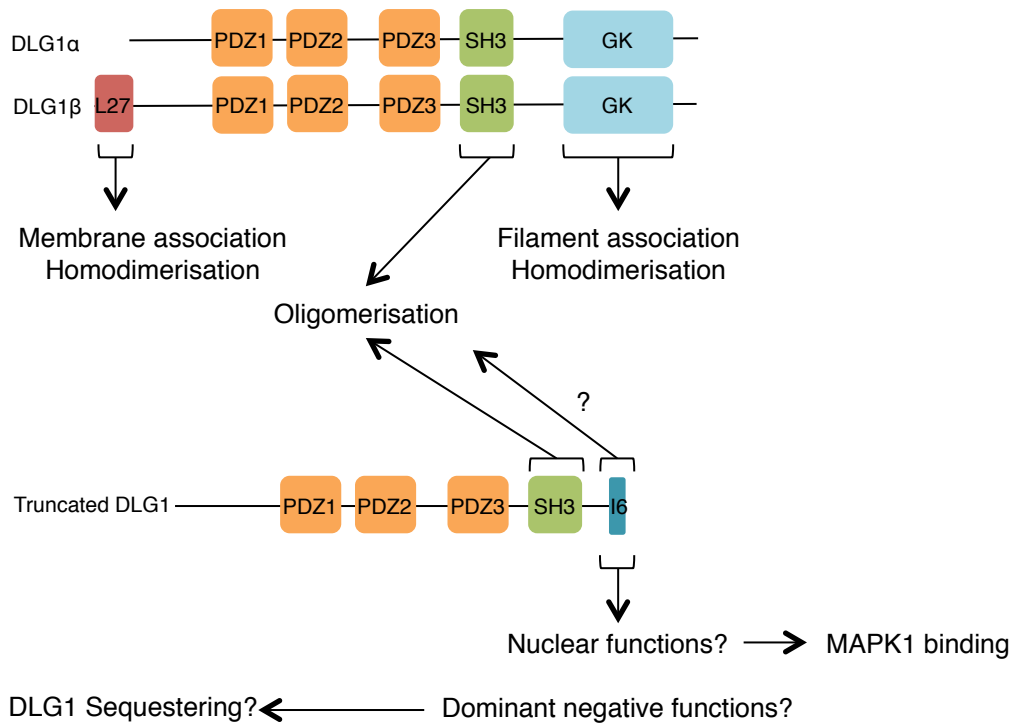 DLG1α PDZ1 PDZ2 PDZ3 SH3 GK
DLG1β L27 PDZ1 PDZ2 PDZ3 SH3 GK
Membrane association
Homodimerisation
Filament association
Homodimerisation
Oligomerisation
?
Truncated DLG1 PDZ1 PDZ2 PDZ3 SH3 I6
Nuclear functions? MAPK1 binding
DLG1 Sequestering? Dominant negative functions?